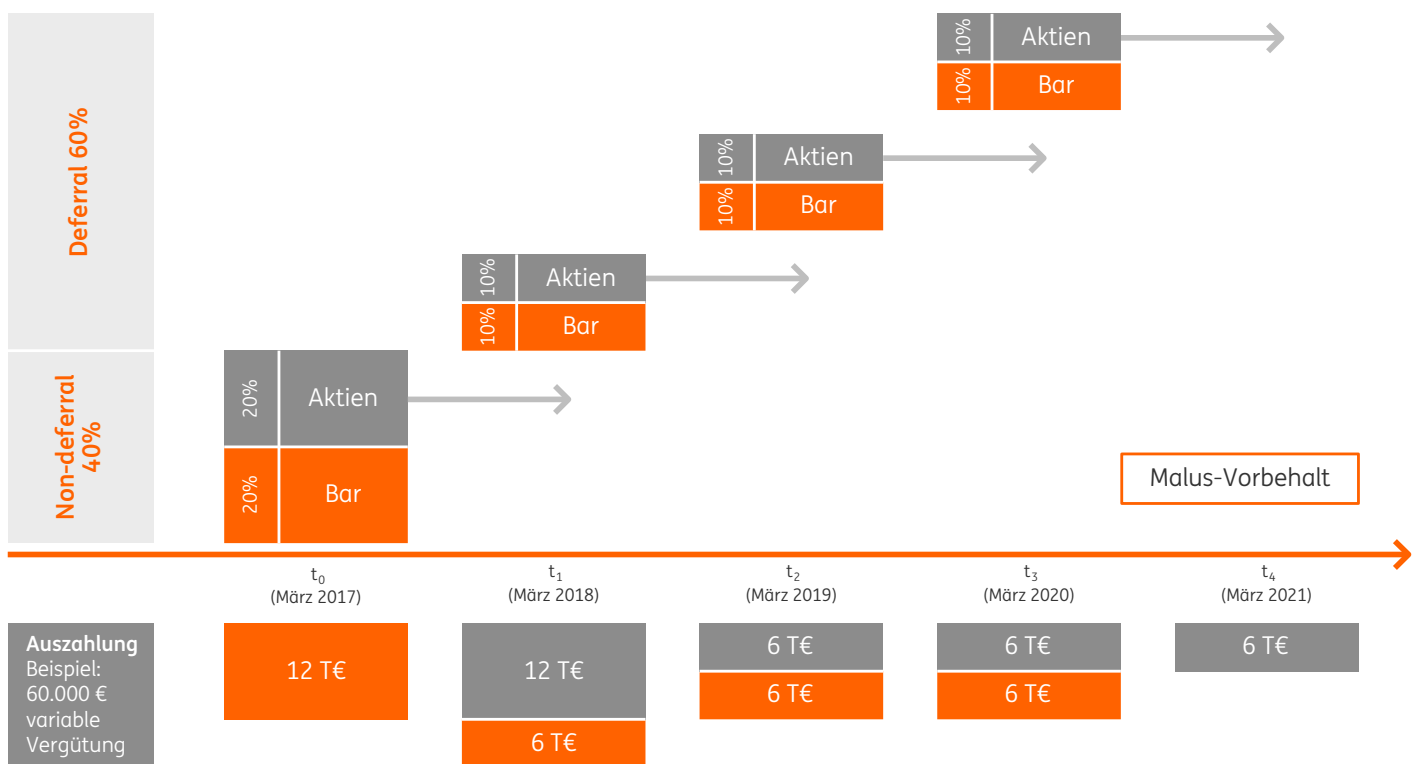 10%
Aktien
10%
Bar
Deferral 60%
10%
Aktien
10%
Bar
10%
Aktien
10%
Bar
Non-deferral
40%
20%
Aktien
20%
Bar
Malus-Vorbehalt
t₀
(März 2017)
t₁
(März 2018)
t₂
(März 2019)
t₃
(März 2020)
t₄
(März 2021)
Auszahlung
Beispiel:
60.000 €
variable
Vergütung
12 T€
12 T€
6 T€
6 T€
6 T€
6 T€
6 T€
6 T€